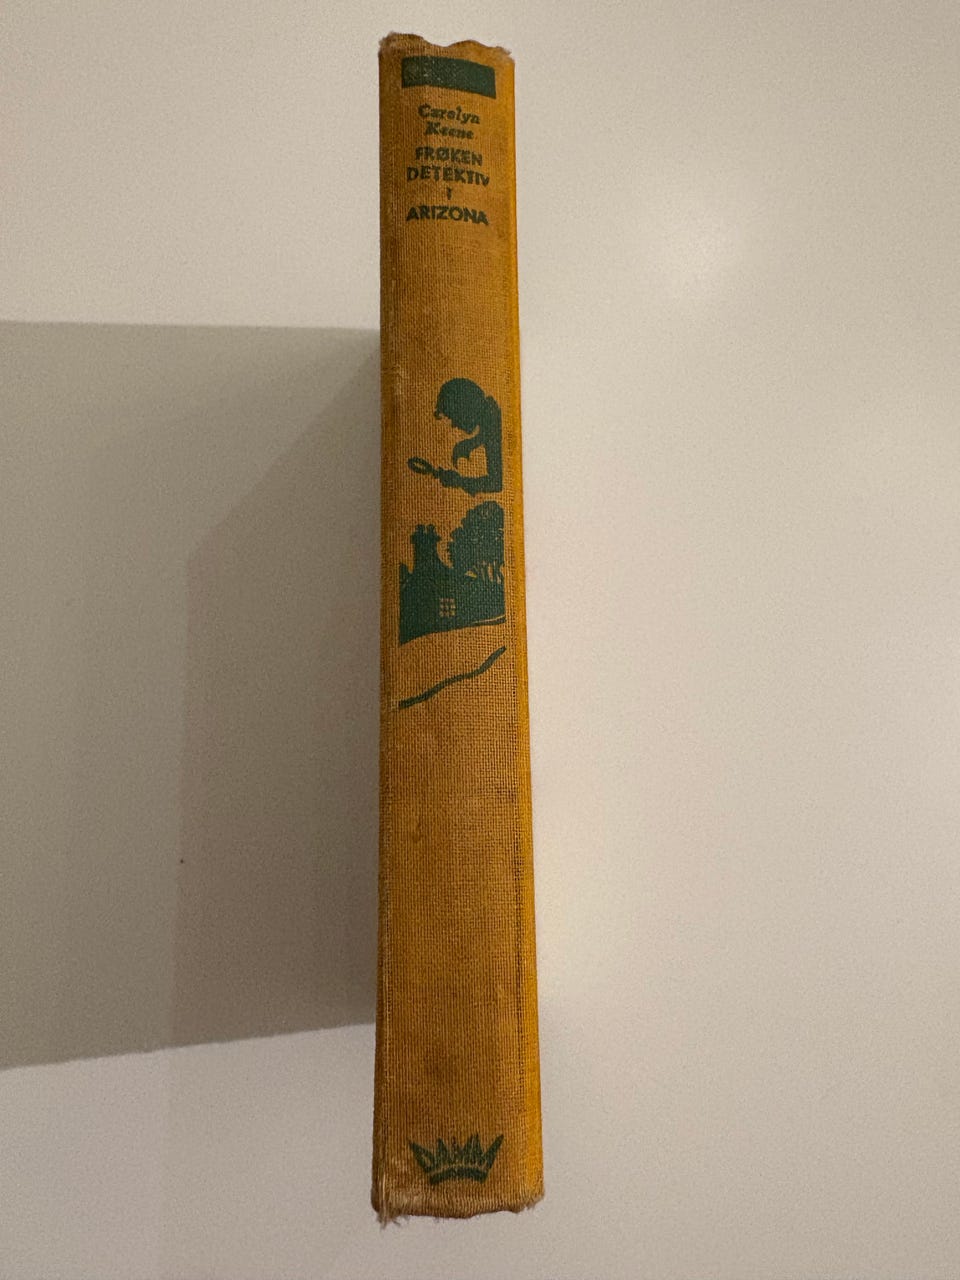 Carolyn
Keene
FRØKEN
DETEKTIV
I
ARIZONA
DAMM